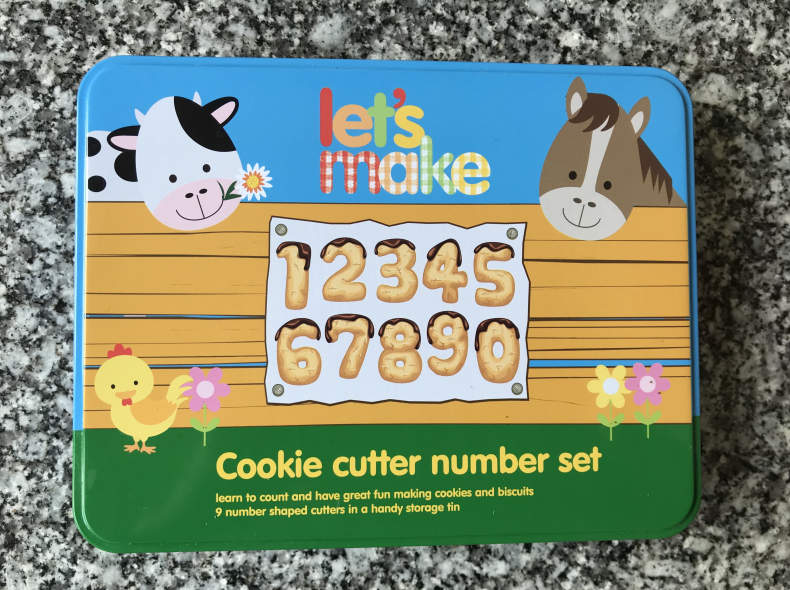 let's
make
12345
67890
Cookie cutter number set
learn to count and have great fun making cookies and biscuits
9 number shaped cutters in a handy storage tin